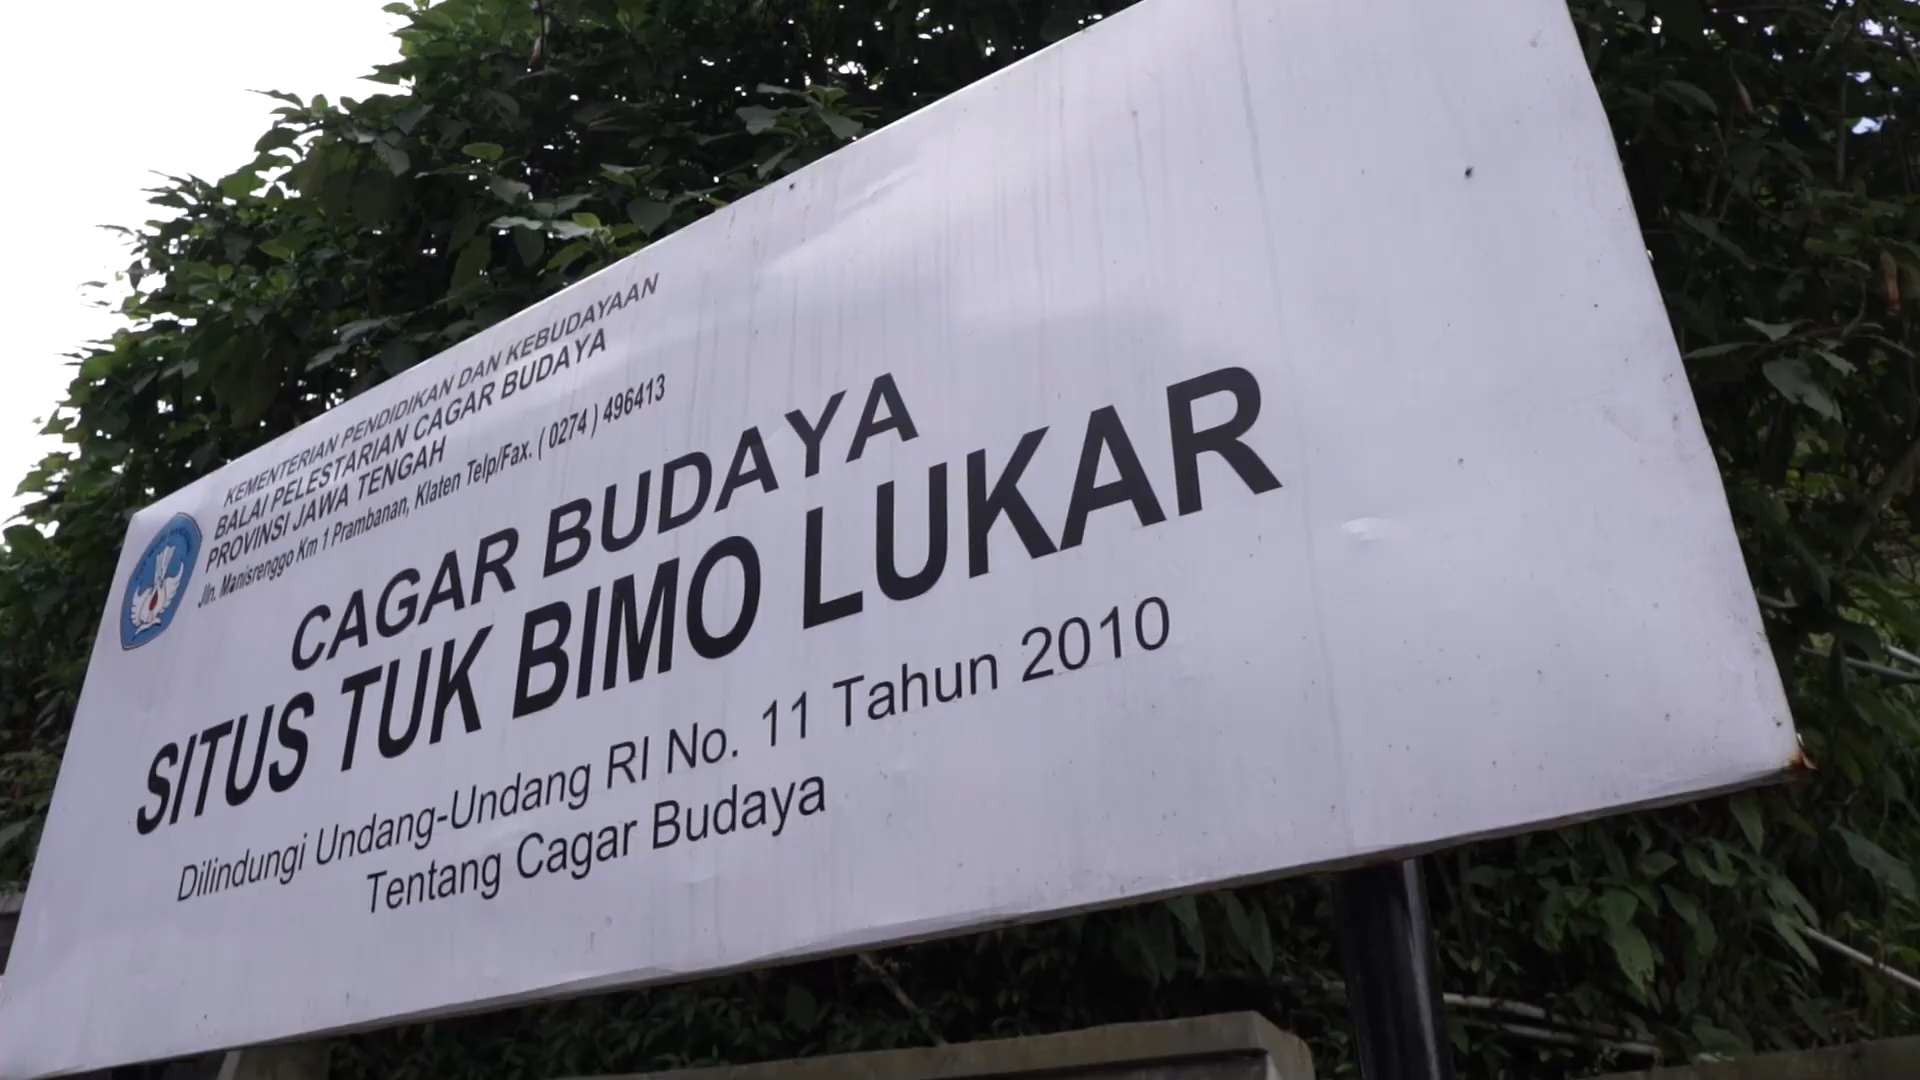 KEMENTERIAN PENDIDIKAN DAN KEBUDAYAAN
BALAI PELESTARIAN CAGAR BUDAYA
PROVINSI JAWA TENGAH
Jln. Manisrenggo Km 1 Prambanan, Klaten Telp/Fax. ( 0274 ) 496413
CAGAR BUDAYA
SITUS TUK BIMO LUKAR
Dilindungi Undang-Undang RI No. 11 Tahun 2010
Tentang Cagar Budaya